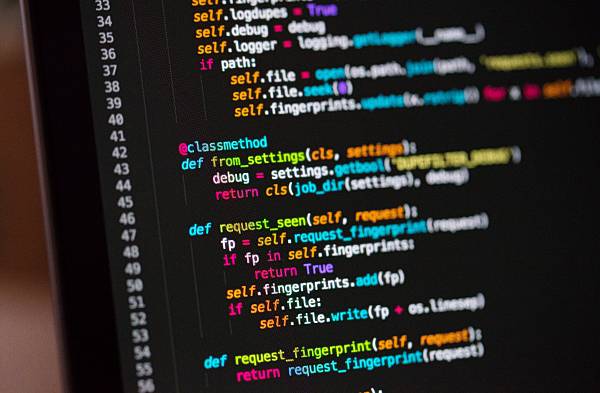 33 self.fingerprints
34 self.logdupes = True
35 self.debug = debug
36 self.logger = logging.getLogger(__name__)
37 if path:
38 self.file = open(os.path.join(path, 'requests.seen'),
39 self.file.seek(0)
40 self.fingerprints.update(x.rstrip() for x in self.file
41
42 @classmethod
43 def from_settings(cls, settings):
44 debug = settings.getbool('DUPEFILTER_DEBUG')
45 return cls(job_dir(settings), debug)
46
47 def request_seen(self, request):
48 fp = self.request_fingerprint(request)
49 if fp in self.fingerprints:
50 return True
51 self.fingerprints.add(fp)
52 if self.file:
53 self.file.write(fp + os.linesep)
54
55 def request_fingerprint(self, request):
56 return request_fingerprint(request)